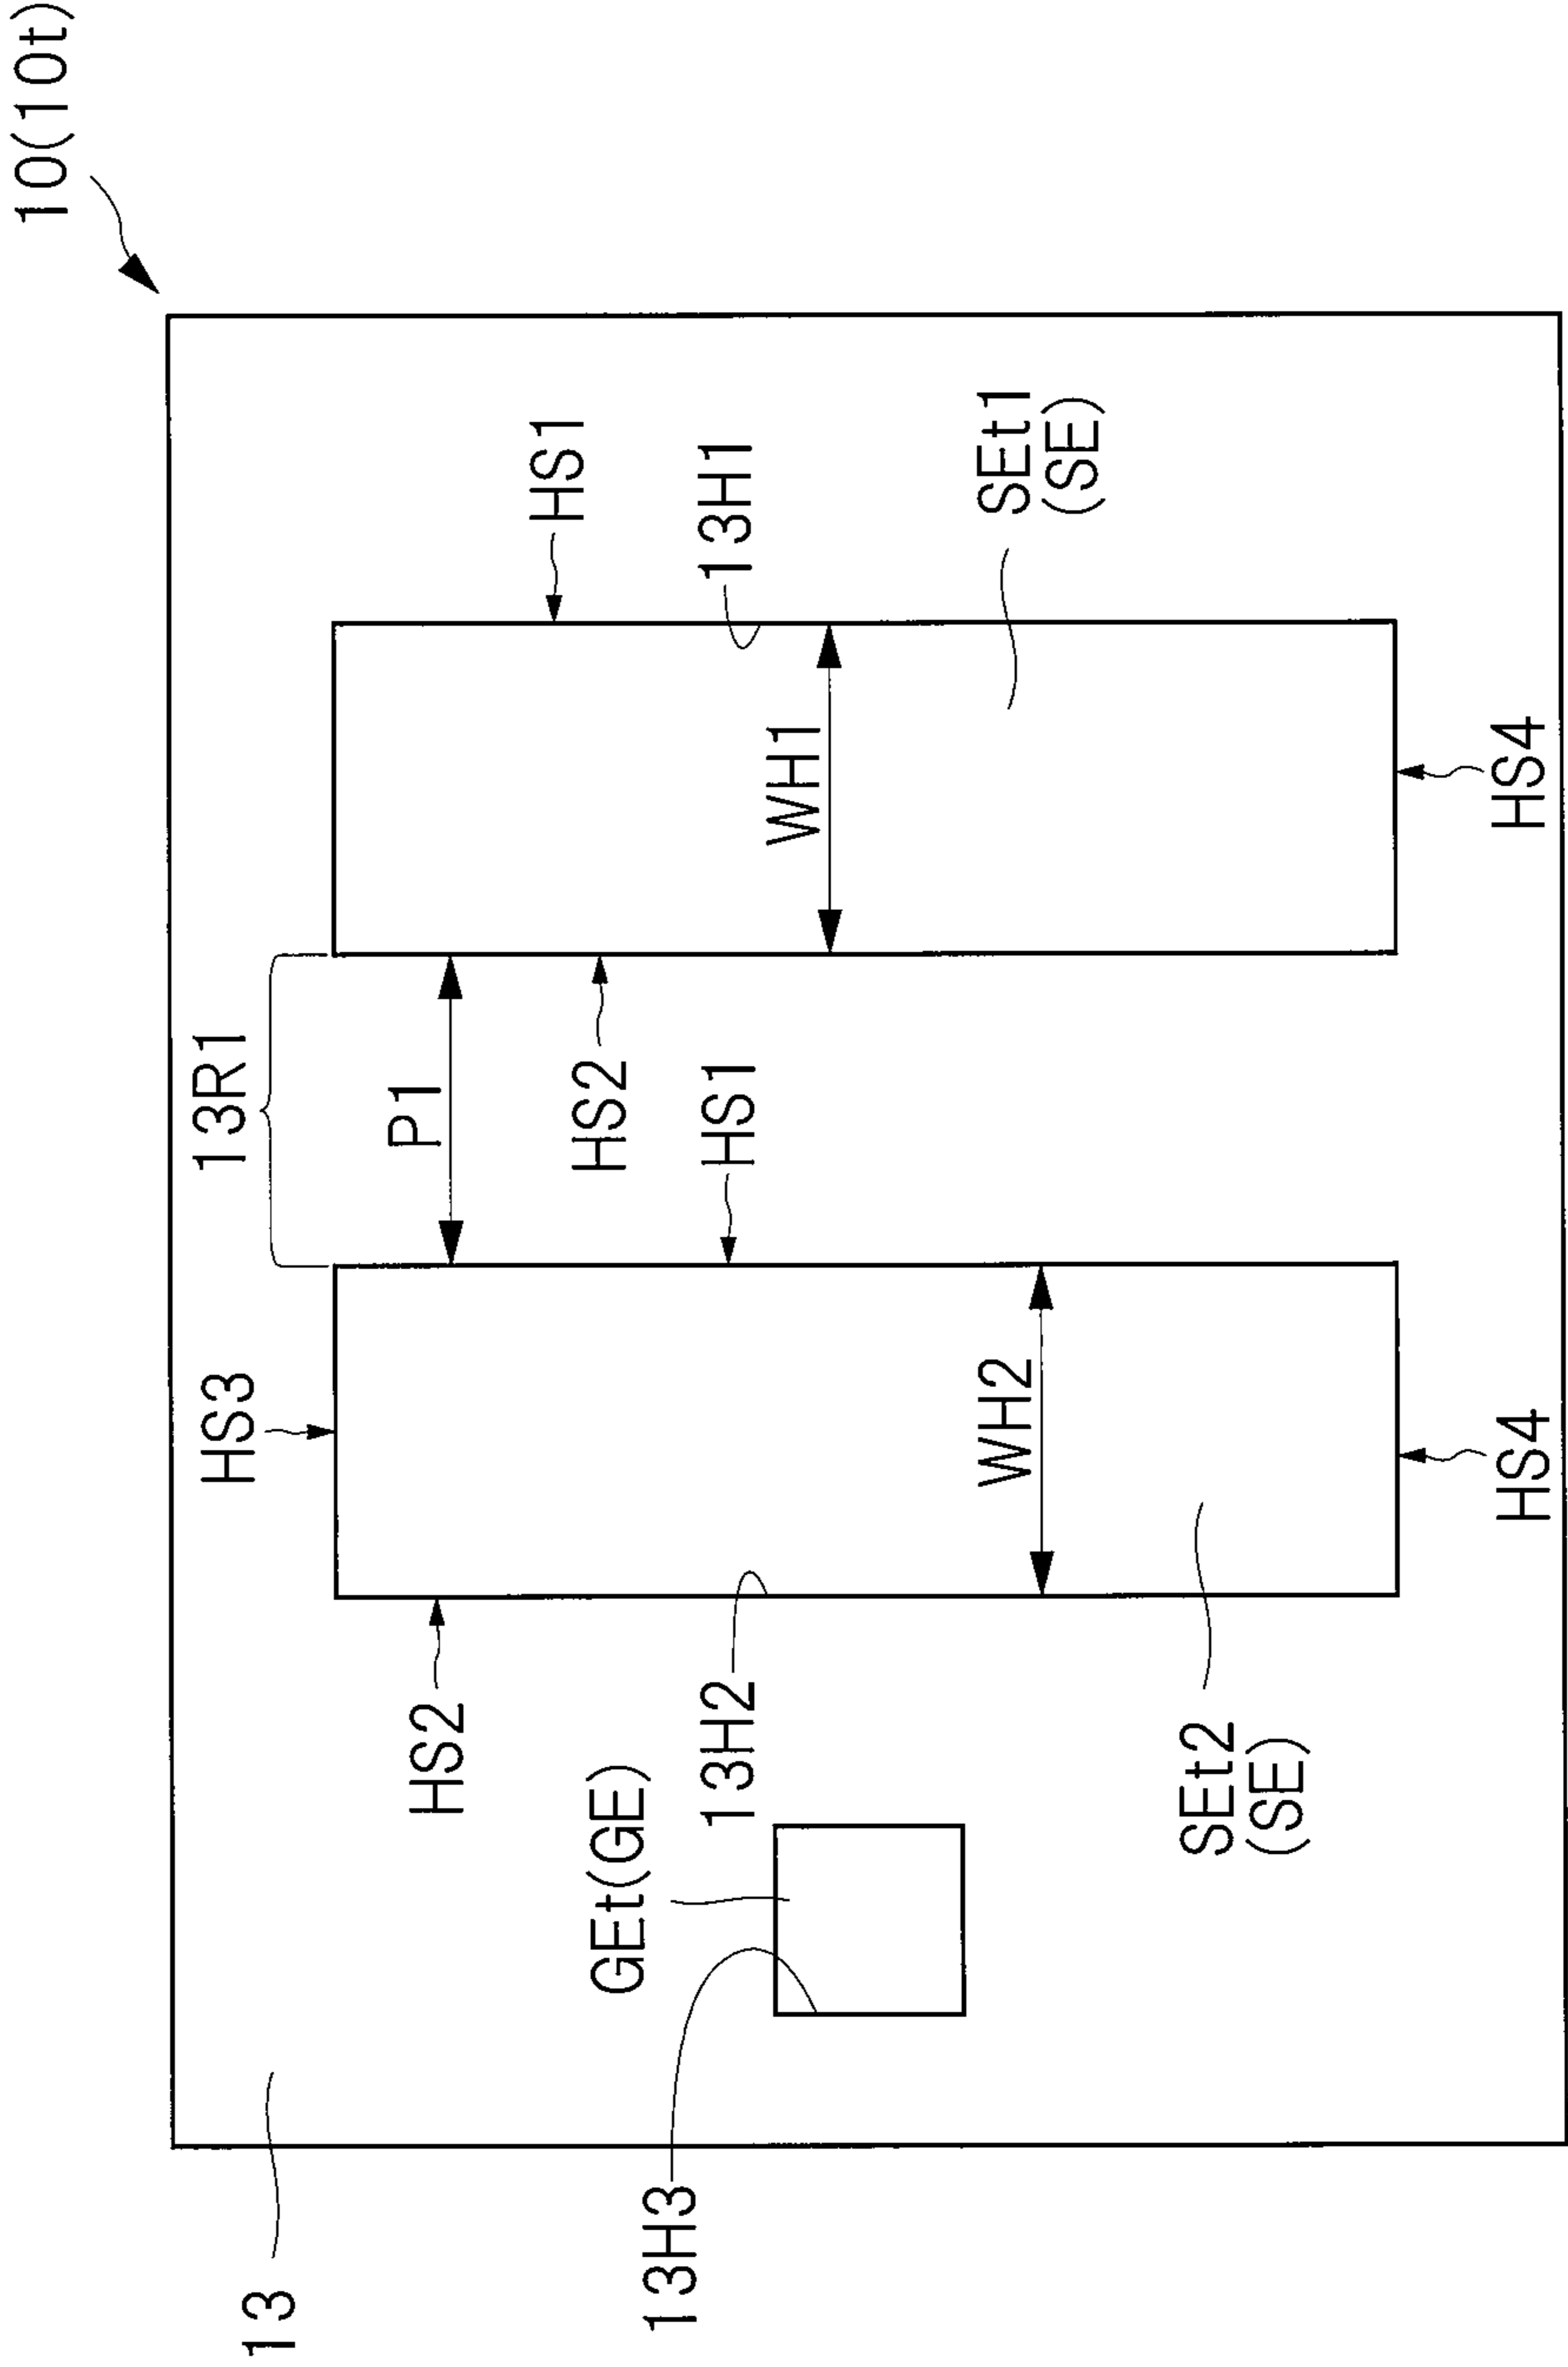 10(10t)
13R1
HS3
13
P1
HS2
HS1
HS2
GEt(GE)
13H3
13H2
HS1
13H1
WH1
WH2
SEt1
(SE)
SEt2
(SE)
HS4
HS4